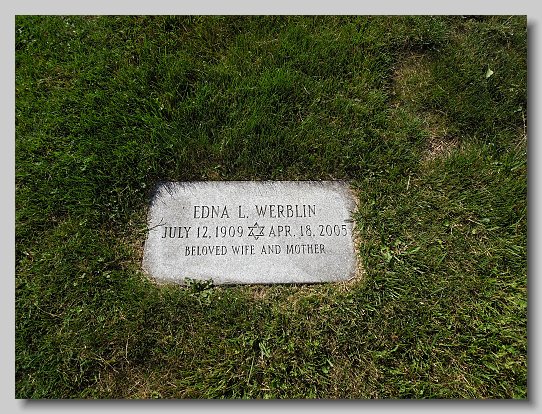 EDNA L. WERBLIN
JULY 12, 1909 ✡ APR. 18, 2005
BELOVED WIFE AND MOTHER